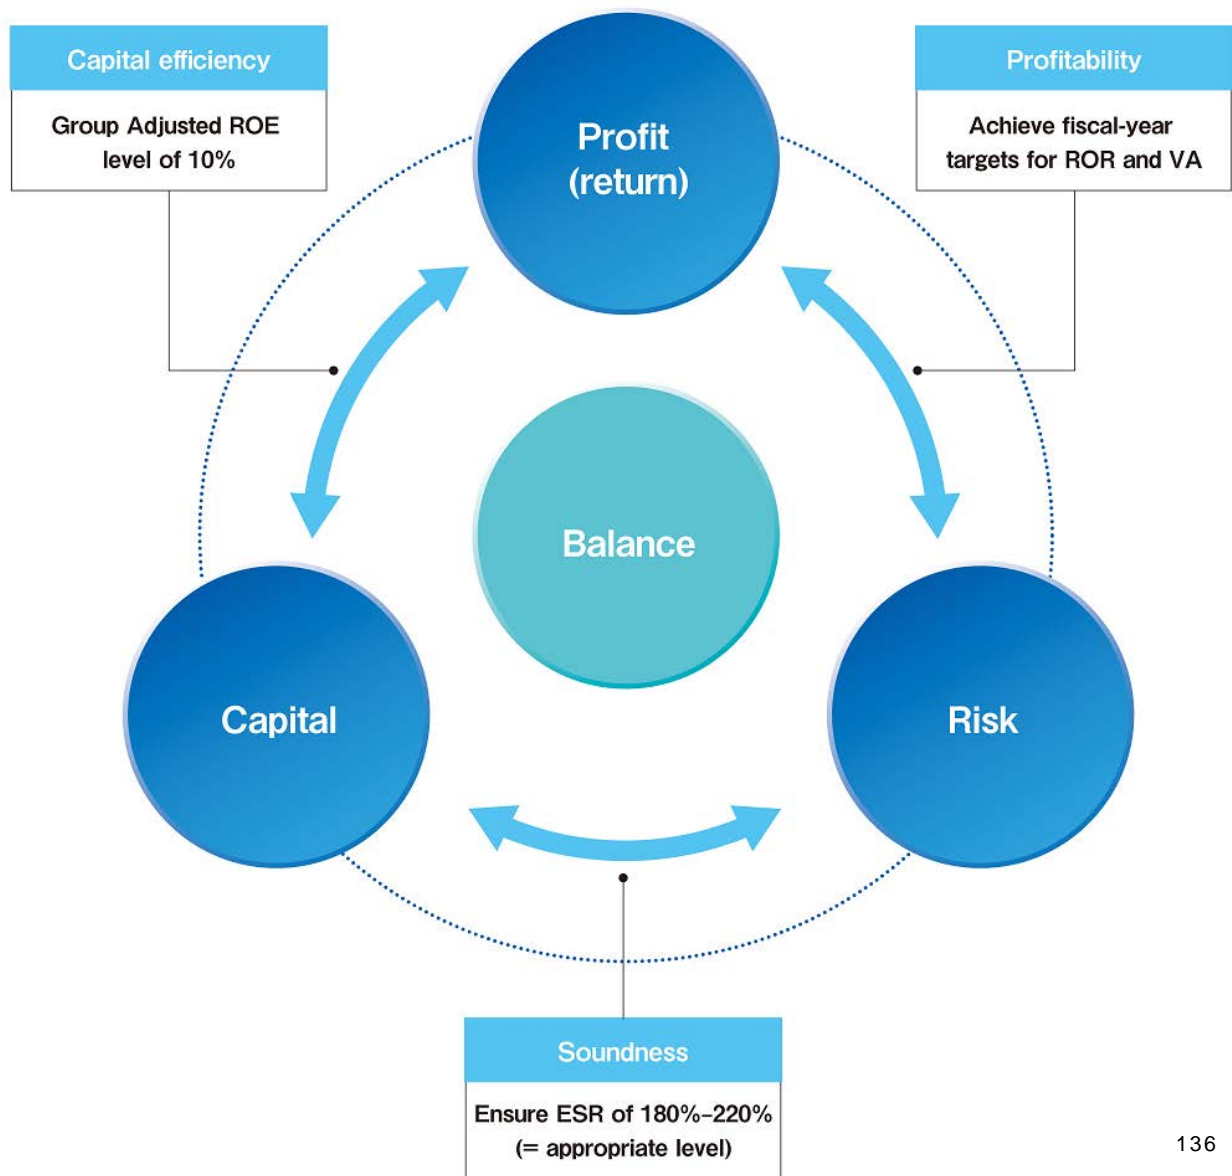 Capital efficiency
Group Adjusted ROE
level of 10%
Profitability
Achieve fiscal-year
targets for ROR and VA
Profit
(return)
Balance
Capital
Risk
Soundness
Ensure ESR of 180%–220%
(= appropriate level)
136